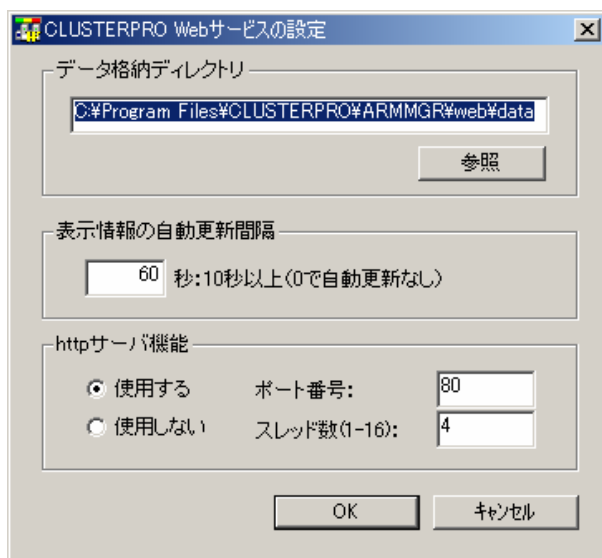 CLUSTERPRO Webサービスの設定
データ格納ディレクトリ
C:¥Program Files¥CLUSTERPRO¥ARMMGR¥web¥data
参照
表示情報の自動更新間隔
60 秒:10秒以上(0で自動更新なし)
httpサーバ機能
使用する ポート番号: 80
使用しない スレッド数(1-16): 4
OK キャンセル